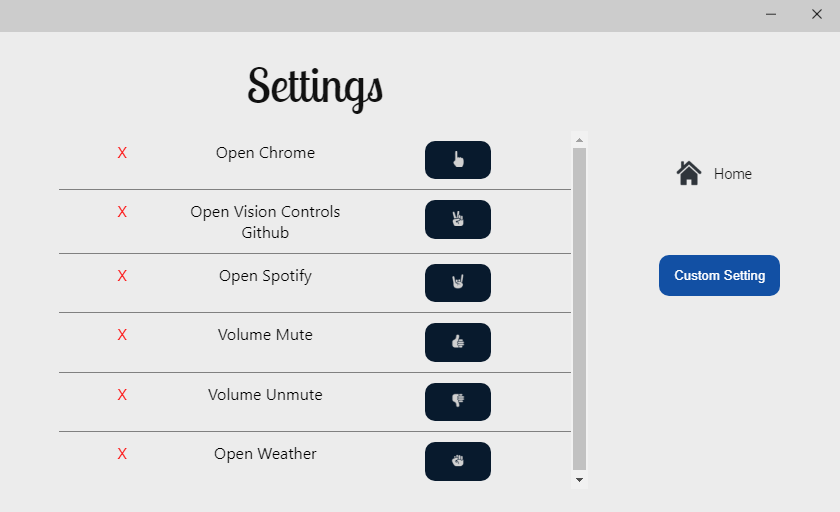 Settings
X Open Chrome
Home
X Open Vision Controls
Github
X Open Spotify
Custom Setting
X Volume Mute
X Volume Unmute
X Open Weather